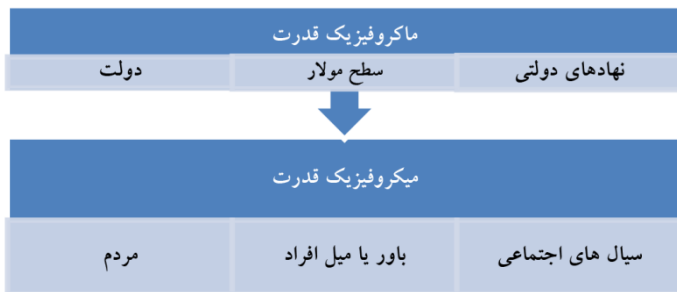 ماکروفیزیک قدرت
نهادهای دولتی سطح مولار دولت
میکروفیزیک قدرت
سیال های اجتماعی باور یا میل افراد مردم